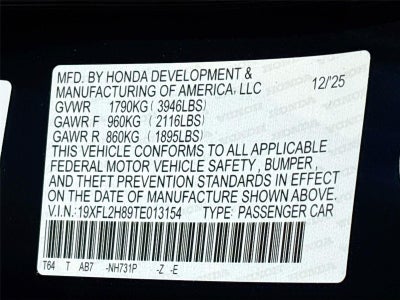 MFD. BY HONDA DEVELOPMENT &
MANUFACTURING OF AMERICA, LLC 12/'25
GVWR 1790KG (3946LBS)
GAWR F 960KG (2116LBS)
GAWR R 860KG (1895LBS)
THIS VEHICLE CONFORMS TO ALL APPLICABLE
FEDERAL MOTOR VEHICLE SAFETY, BUMPER,
AND THEFT PREVENTION STANDARDS IN EFFECT
ON THE DATE OF MANUFACTURE SHOWN ABOVE.
V.I.N.:19XFL2H89TE013154 TYPE: PASSENGER CAR
T64 T AB7 -NH731P -Z -E